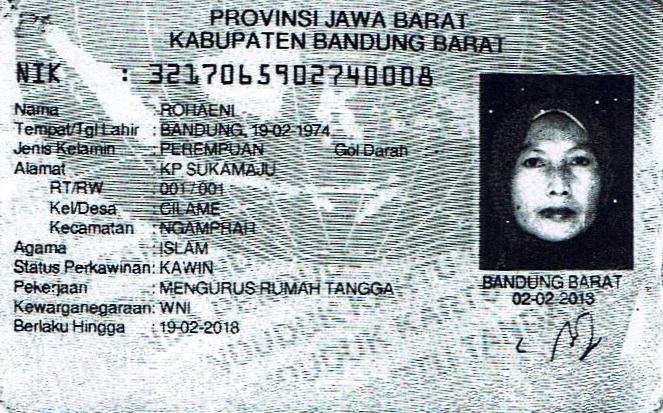 PROVINSI JAWA BARAT
KABUPATEN BANDUNG BARAT
NIK : 3217065902740008
Nama : ROHAENI
Tempat/Tgl Lahir : BANDUNG, 19-02-1974
Jenis Kelamin : PEREMPUAN Gol Darah -
Alamat : KP SUKAMAJU
RT/RW : 001 / 001
Kel/Desa : CILAME
Kecamatan : NGAMPRAH
Agama : ISLAM
Status Perkawinan: KAWIN
Pekerjaan : MENGURUS RUMAH TANGGA
Kewarganegaraan: WNI
Berlaku Hingga : 19-02-2018
BANDUNG BARAT
02-02-2013